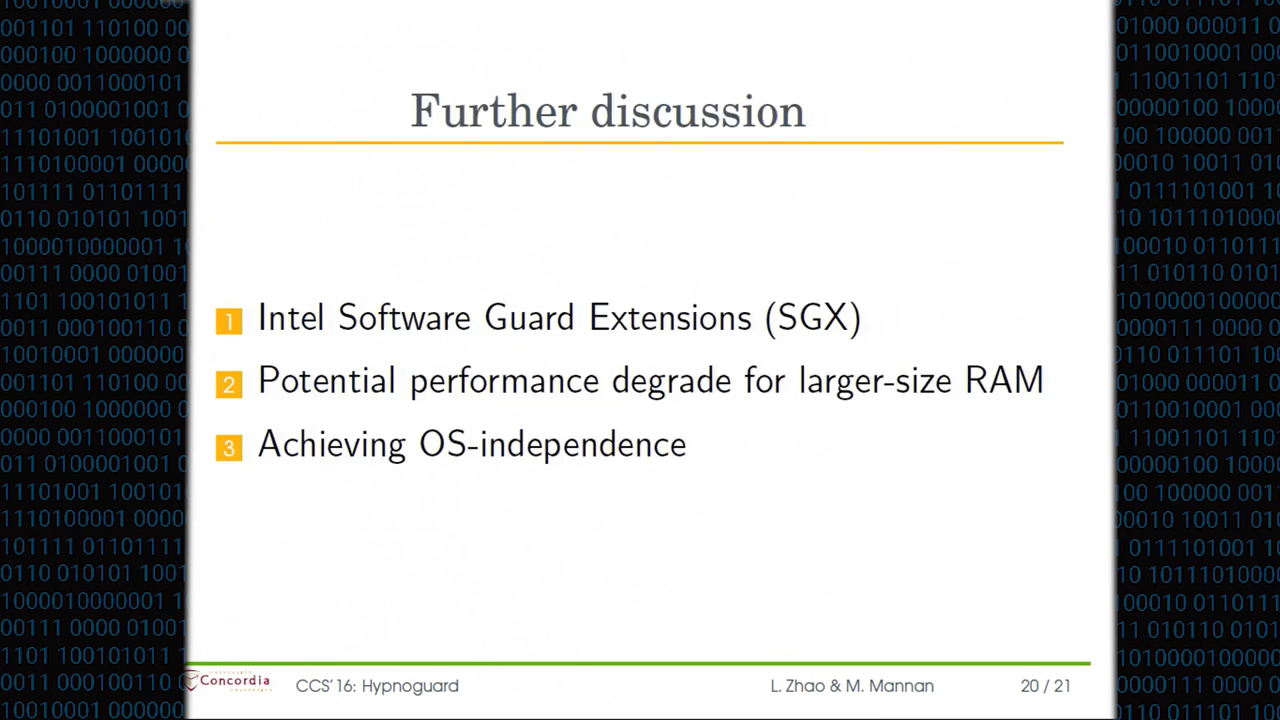 Further discussion
1 Intel Software Guard Extensions (SGX)
2 Potential performance degrade for larger-size RAM
3 Achieving OS-independence
Concordia
CCS'16: Hypnoguard
L. Zhao & M. Mannan
20 / 21